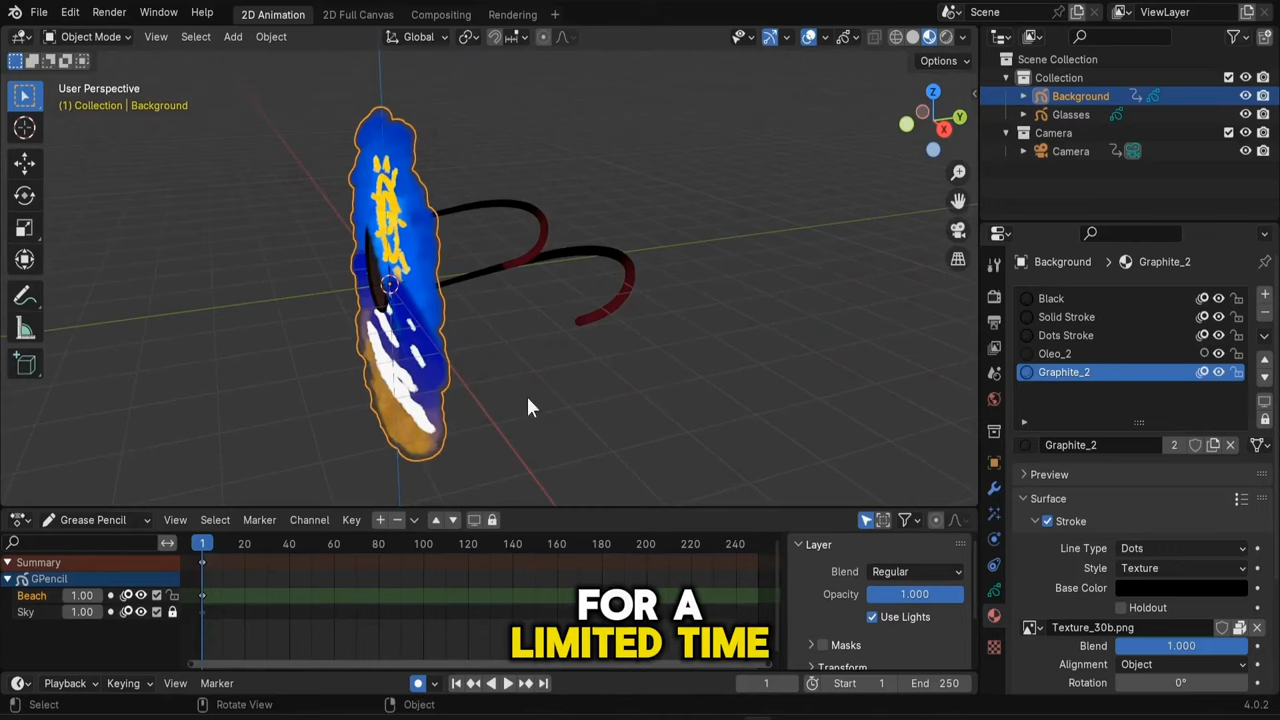 File Edit Render Window Help 2D Animation 2D Full Canvas Compositing Rendering + Scene ViewLayer
Object Mode View Select Add Object Global
Options
User Perspective
(1) Collection | Background
Z
Y
X
Scene Collection
Collection
Background
Glasses
Camera
Camera
Background Graphite_2
Black
Solid Stroke
Dots Stroke
Oleo_2
Graphite_2
Graphite_2 2
Preview
Surface
Stroke
Line Type Dots
Style Texture
Base Color
Holdout
Texture_30b.png
Blend 1.000
Alignment Object
Rotation 0°
Grease Pencil View Select Marker Channel Key
1 20 40 60 80 100 120 140 160 180 200 220 240
Summary
GPencil
Beach 1.00
Sky 1.00
Layer
Blend Regular
Opacity 1.000
Use Lights
Masks
Transform
FOR A
LIMITED TIME
Playback Keying View Marker 1 Start 1 End 250
Select Rotate View Object 4.0.2